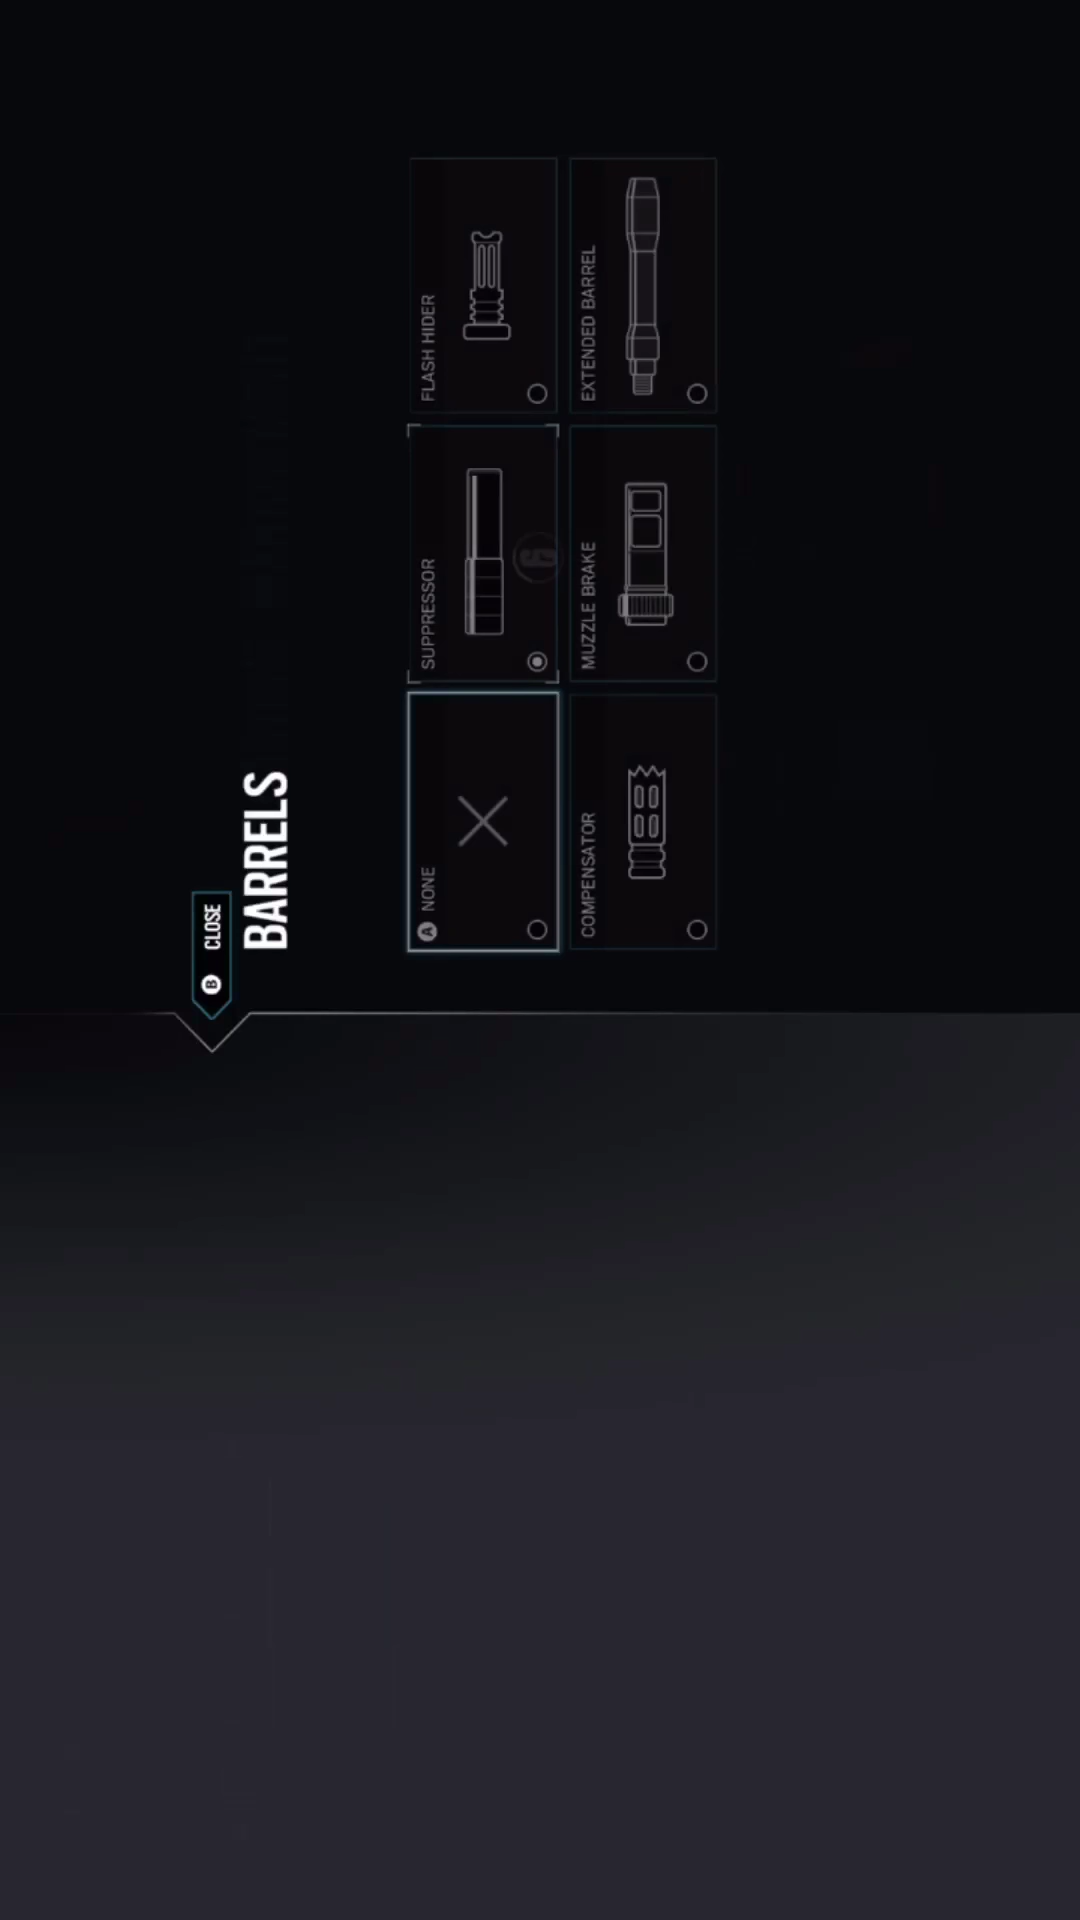 B CLOSE
BARRELS
A NONE
SUPPRESSOR
FLASH HIDER
COMPENSATOR
MUZZLE BRAKE
EXTENDED BARREL